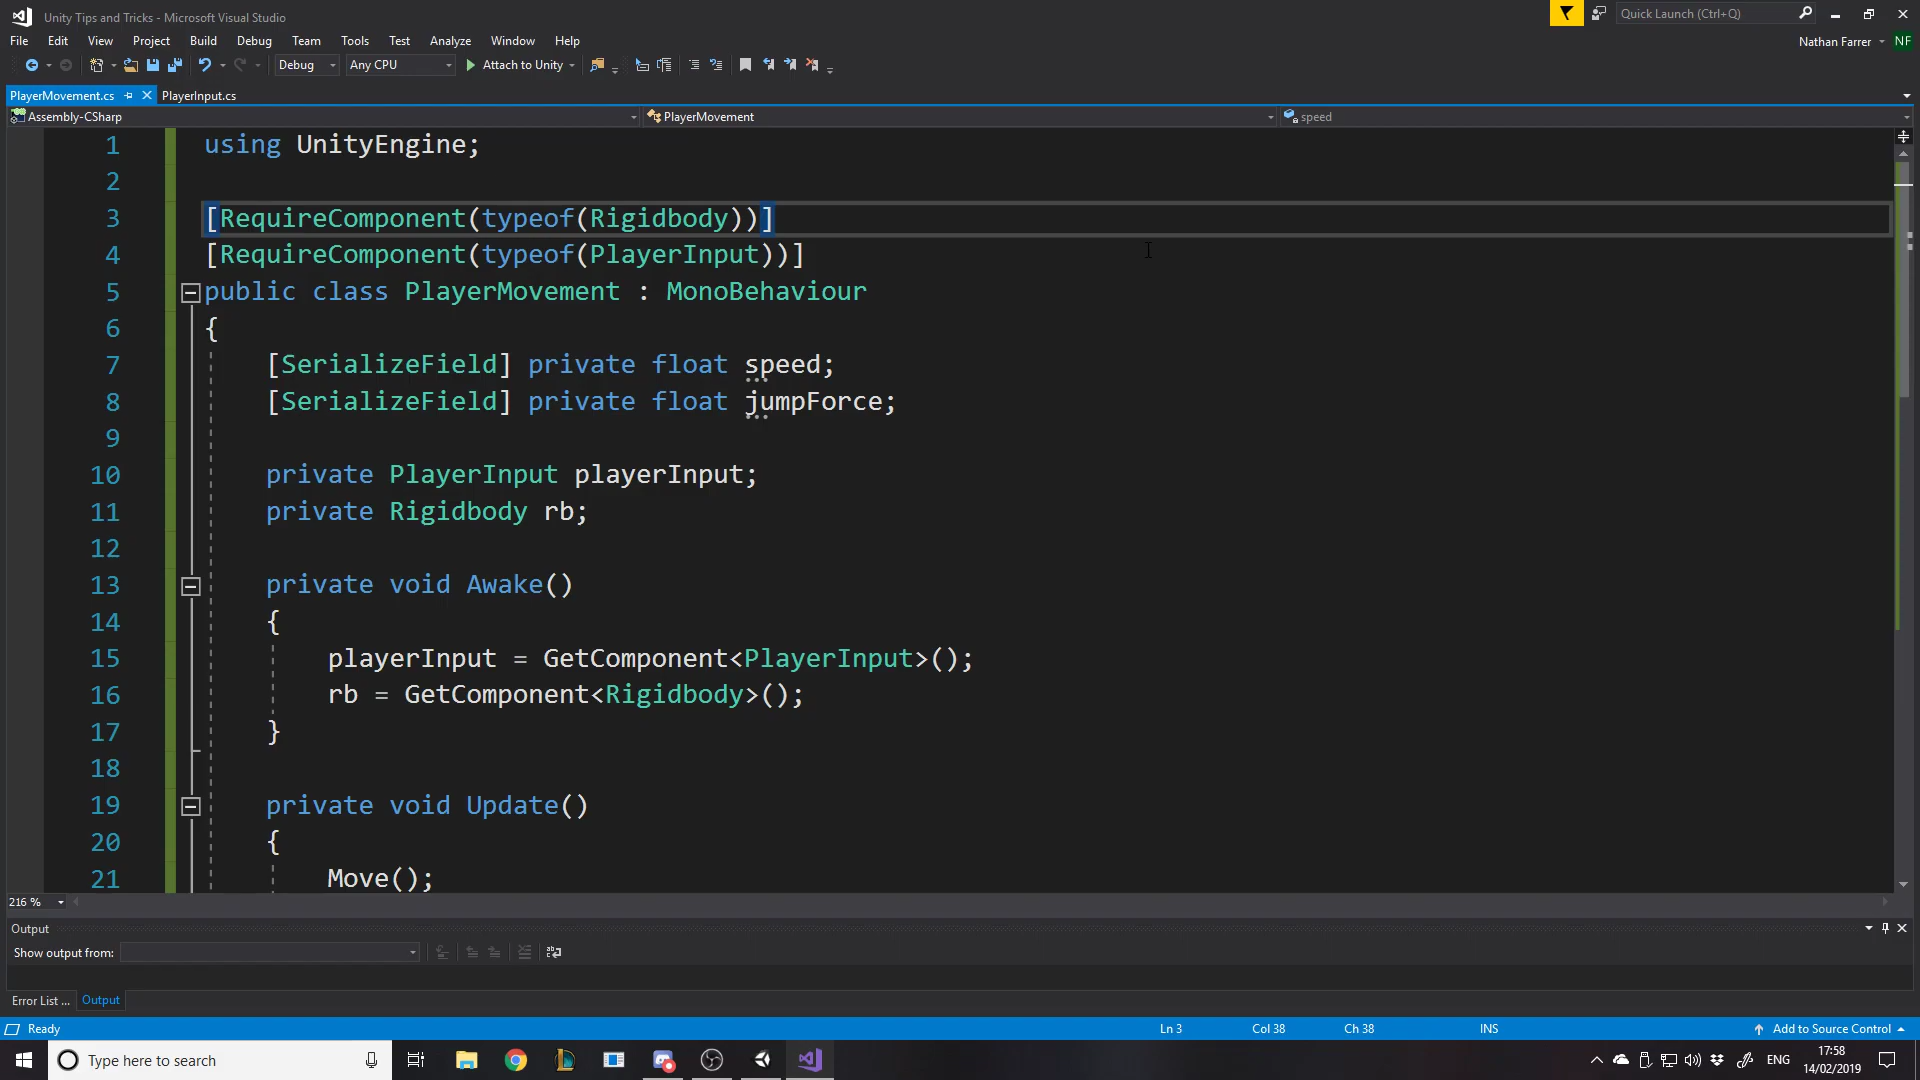 Unity Tips and Tricks - Microsoft Visual Studio
Quick Launch (Ctrl+Q)
File Edit View Project Build Debug Team Tools Test Analyze Window Help
Nathan Farrer NF
Debug Any CPU Attach to Unity
PlayerMovement.cs PlayerInput.cs
Assembly-CSharp PlayerMovement speed
1 using UnityEngine;
2
3 [RequireComponent(typeof(Rigidbody))]
4 [RequireComponent(typeof(PlayerInput))]
5 public class PlayerMovement : MonoBehaviour
6 {
7 [SerializeField] private float speed;
8 [SerializeField] private float jumpForce;
9
10 private PlayerInput playerInput;
11 private Rigidbody rb;
12
13 private void Awake()
14 {
15 playerInput = GetComponent<PlayerInput>();
16 rb = GetComponent<Rigidbody>();
17 }
18
19 private void Update()
20 {
21 Move();
216 %
Output
Show output from:
Error List ... Output
Ready Ln 3 Col 38 Ch 38 INS Add to Source Control
Type here to search
ENG
17:58
14/02/2019